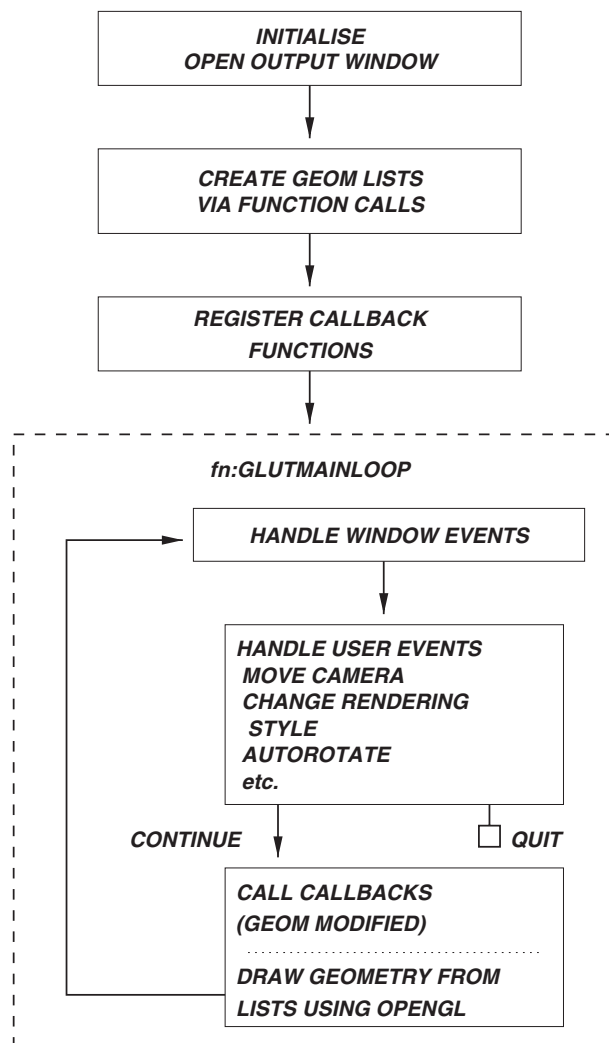 INITIALISE
OPEN OUTPUT WINDOW
CREATE GEOM LISTS
VIA FUNCTION CALLS
REGISTER CALLBACK
FUNCTIONS
fn:GLUTMAINLOOP
HANDLE WINDOW EVENTS
HANDLE USER EVENTS
MOVE CAMERA
CHANGE RENDERING
STYLE
AUTOROTATE
etc.
CONTINUE
QUIT
CALL CALLBACKS
(GEOM MODIFIED)
DRAW GEOMETRY FROM
LISTS USING OPENGL